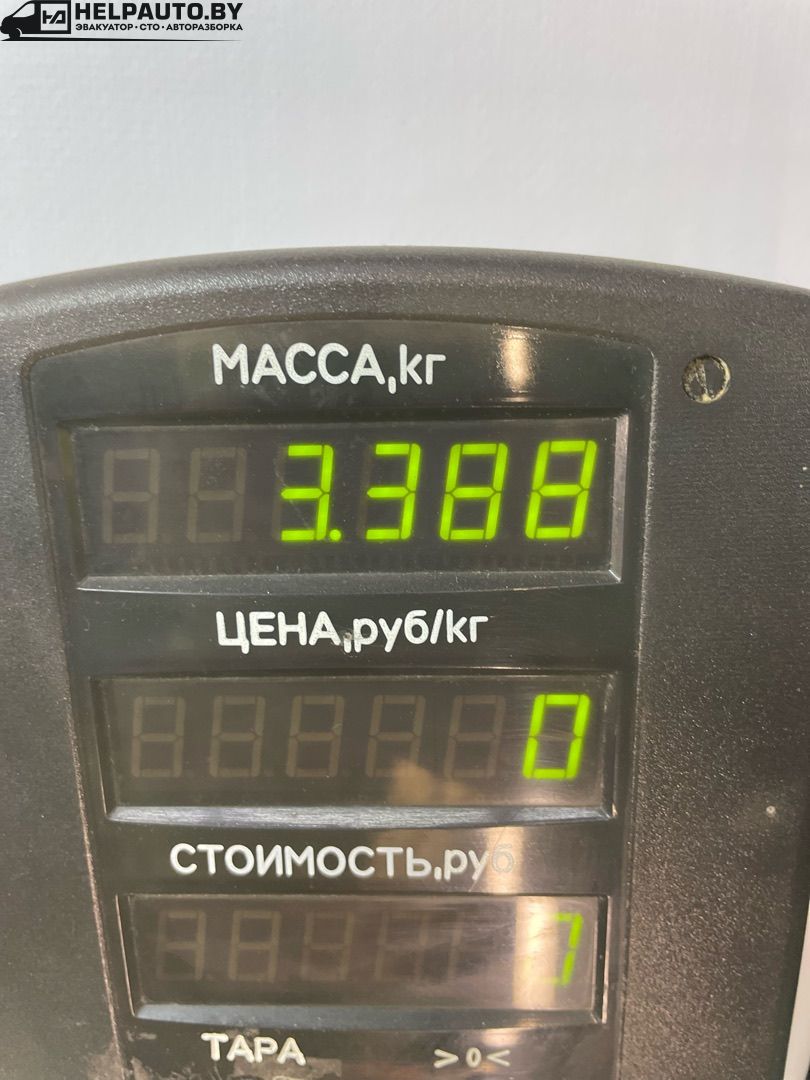 HELPAUTO.BY
ЭВАКУАТОР • СТО • АВТОРАЗБОРКА
МАССА,кг
3.388
ЦЕНА,руб/кг
0
СТОИМОСТЬ,руб
ТАРА >0<